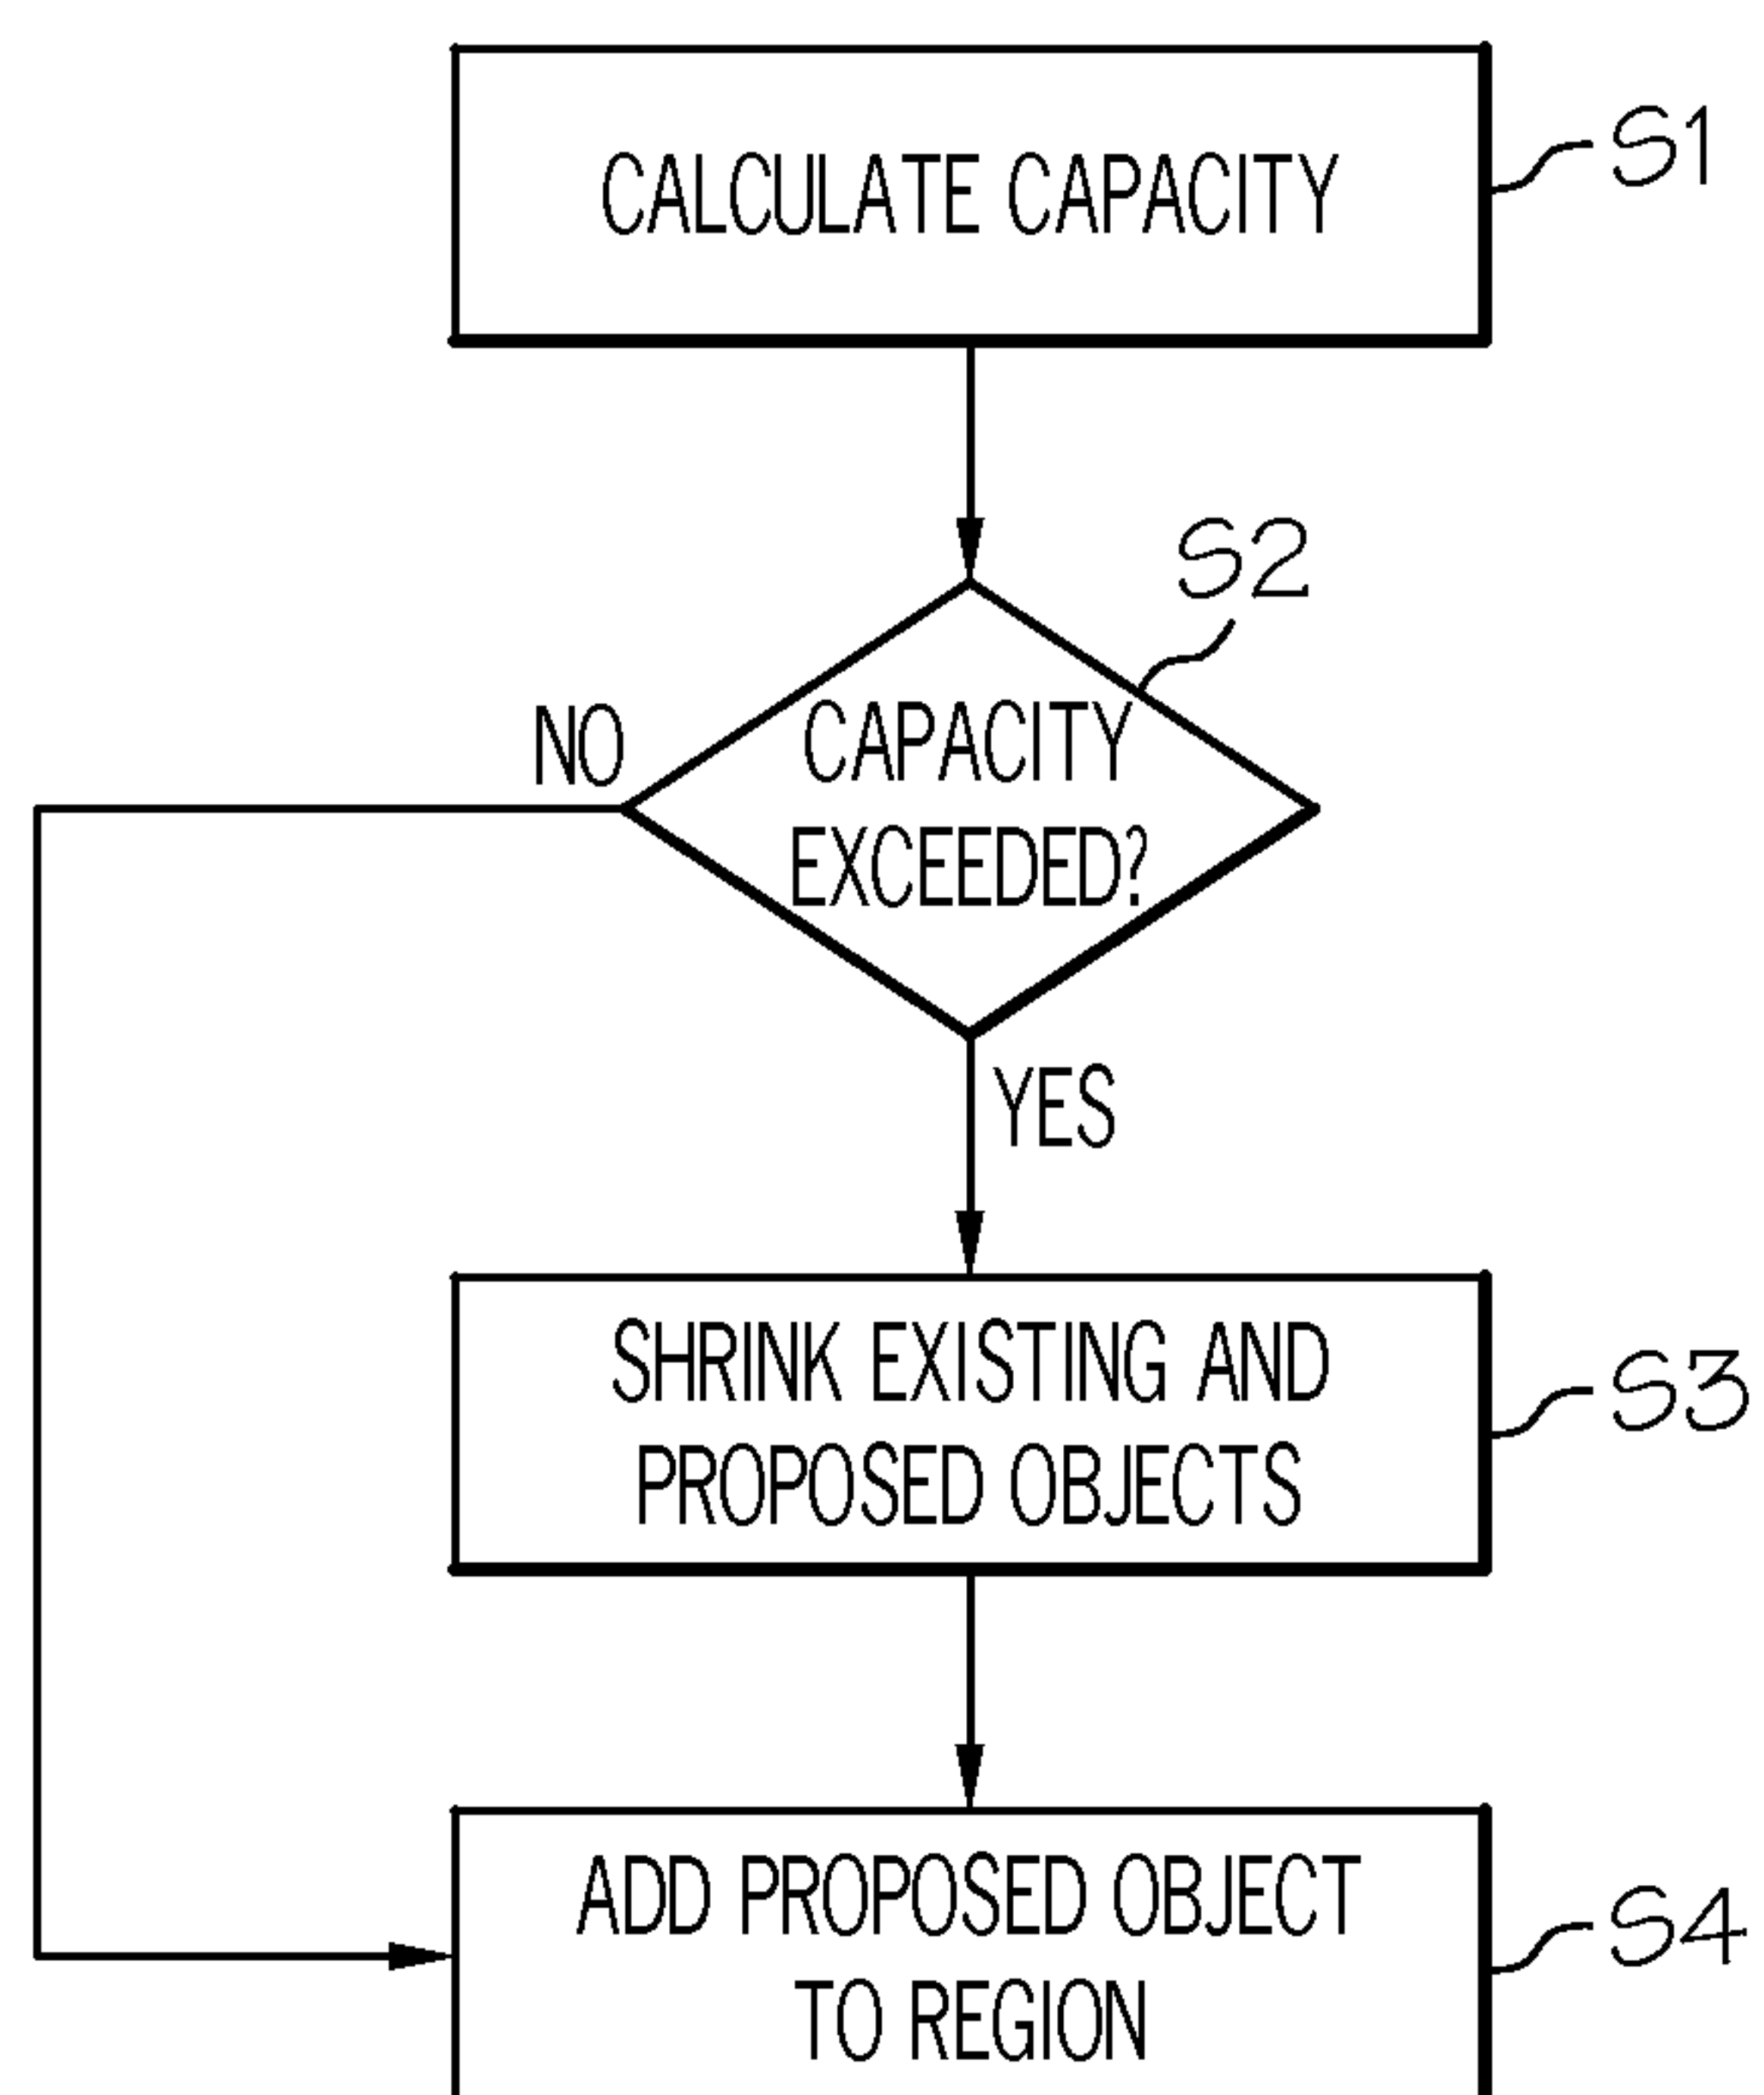 CALCULATE CAPACITY
S1
S2
NO
CAPACITY
EXCEEDED?
YES
SHRINK EXISTING AND
PROPOSED OBJECTS
S3
ADD PROPOSED OBJECT
TO REGION
S4